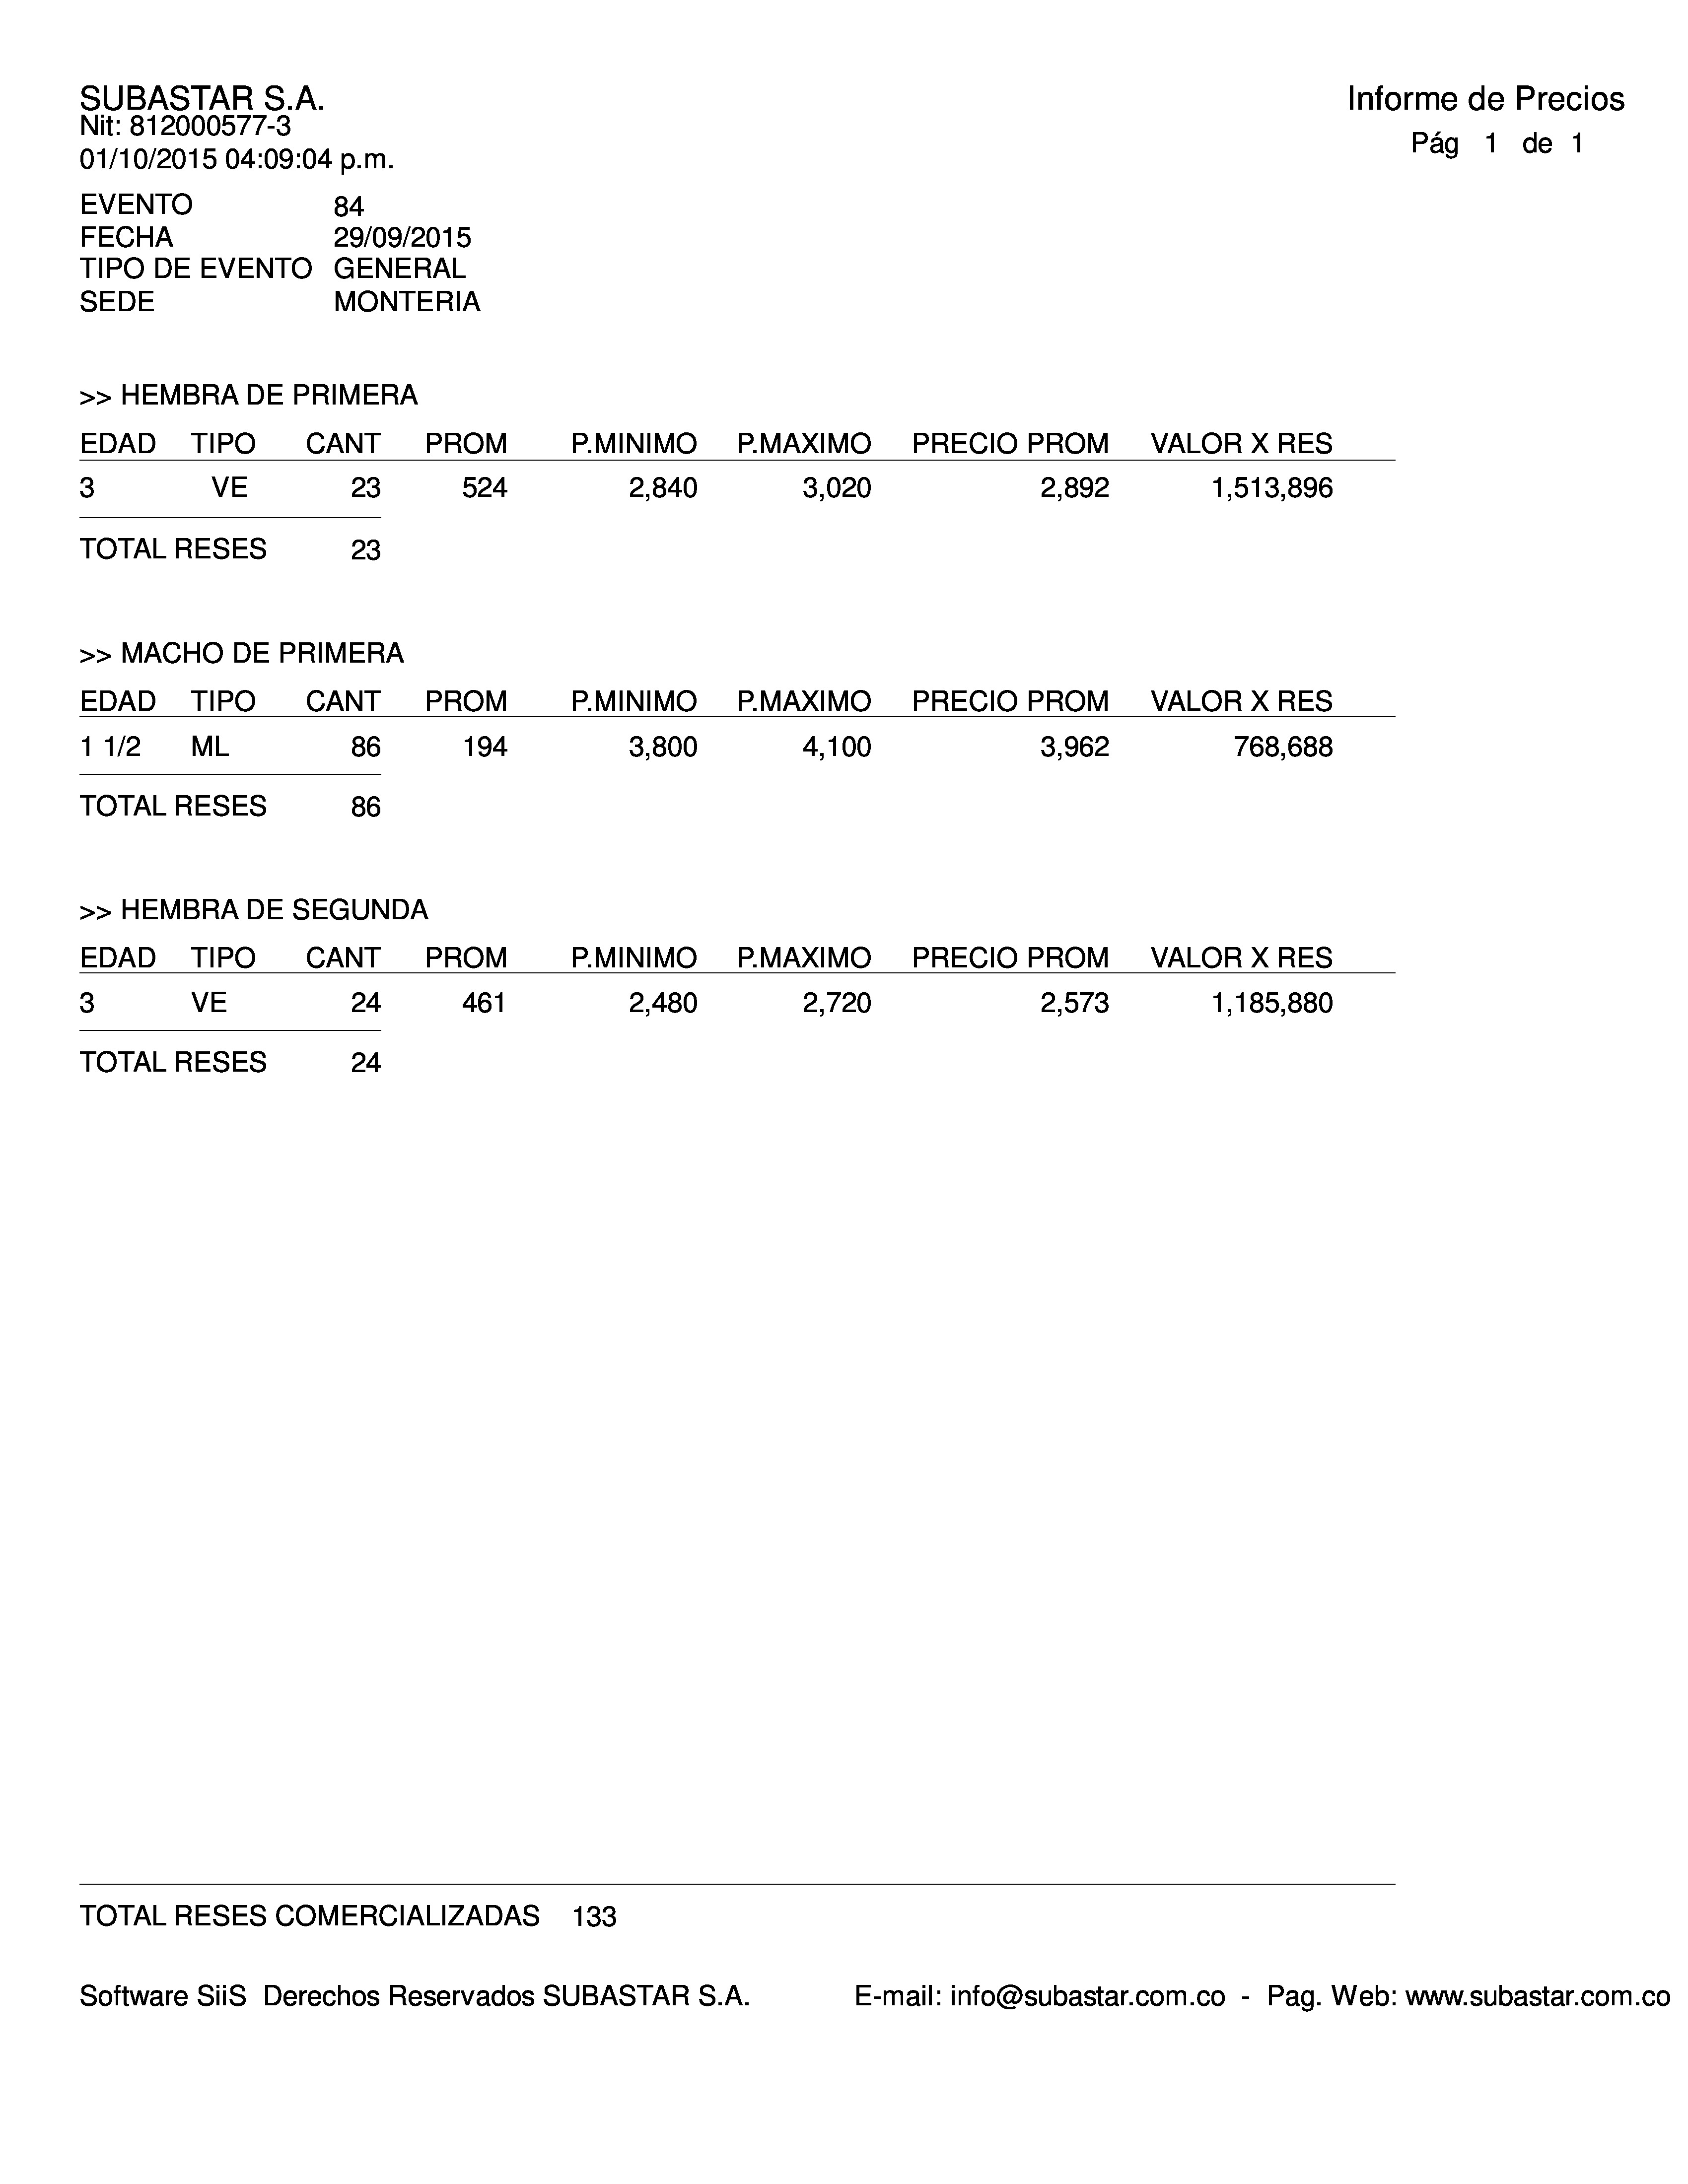 SUBASTAR S.A.
Informe de Precios
Nit: 812000577-3
Pág 1 de 1
01/10/2015 04:09:04 p.m.
EVENTO 84
FECHA 29/09/2015
TIPO DE EVENTO GENERAL
SEDE MONTERIA
>> HEMBRA DE PRIMERA
EDAD TIPO CANT PROM P.MINIMO P.MAXIMO PRECIO PROM VALOR X RES
3 VE 23 524 2,840 3,020 2,892 1,513,896
TOTAL RESES 23
>> MACHO DE PRIMERA
EDAD TIPO CANT PROM P.MINIMO P.MAXIMO PRECIO PROM VALOR X RES
1 1/2 ML 86 194 3,800 4,100 3,962 768,688
TOTAL RESES 86
>> HEMBRA DE SEGUNDA
EDAD TIPO CANT PROM P.MINIMO P.MAXIMO PRECIO PROM VALOR X RES
3 VE 24 461 2,480 2,720 2,573 1,185,880
TOTAL RESES 24
TOTAL RESES COMERCIALIZADAS 133
Software SiiS Derechos Reservados SUBASTAR S.A. E-mail: info@subastar.com.co - Pag. Web: www.subastar.com.co